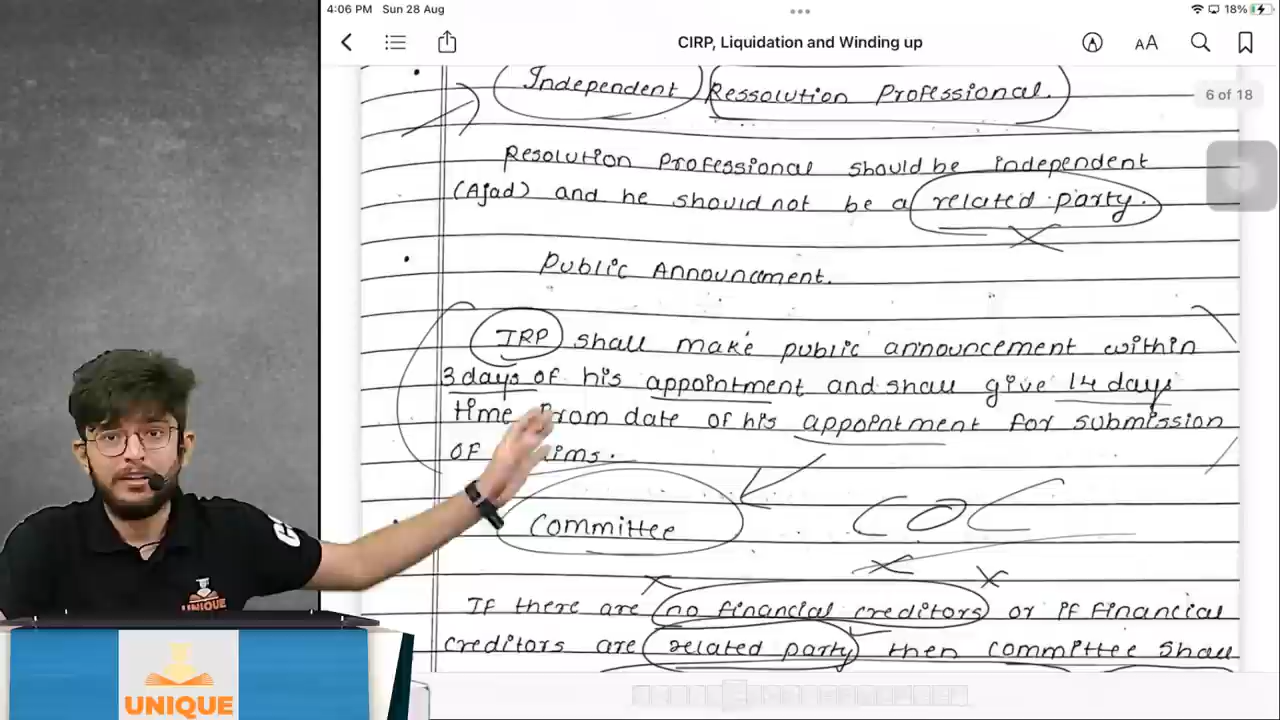 4:06 PM Sun 28 Aug
18%
CIRP, Liquidation and Winding up
AA
6 of 18
Independent Ressolution Professional.
Resolution Professional should be independent
(Ajad) and he should not be a related party.
Public Announcement.
IRP shall make public announcement within
3 days of his appointment and shall give 14 days
time from date of his appointment for submission
OF
Committee COC
If there are no financial creditors or if financial
creditors are related party then committee shall
UNIQUE
UNIQUE